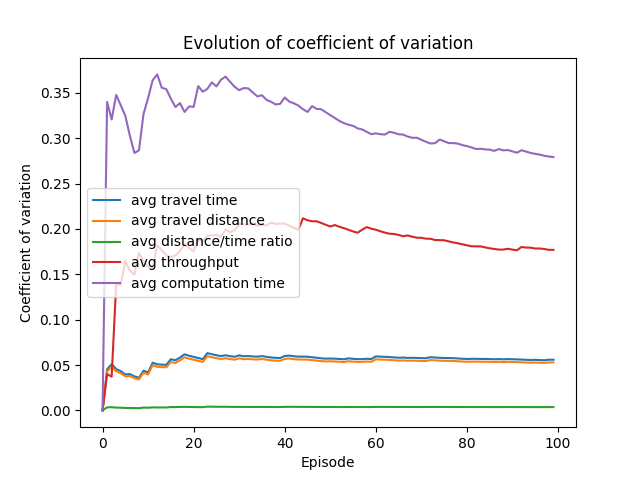 Evolution of coefficient of variation
Coefficient of variation
0.35
0.30
0.25
0.20
0.15
0.10
0.05
0.00
avg travel time
avg travel distance
avg distance/time ratio
avg throughput
avg computation time
0 20 40 60 80 100
Episode